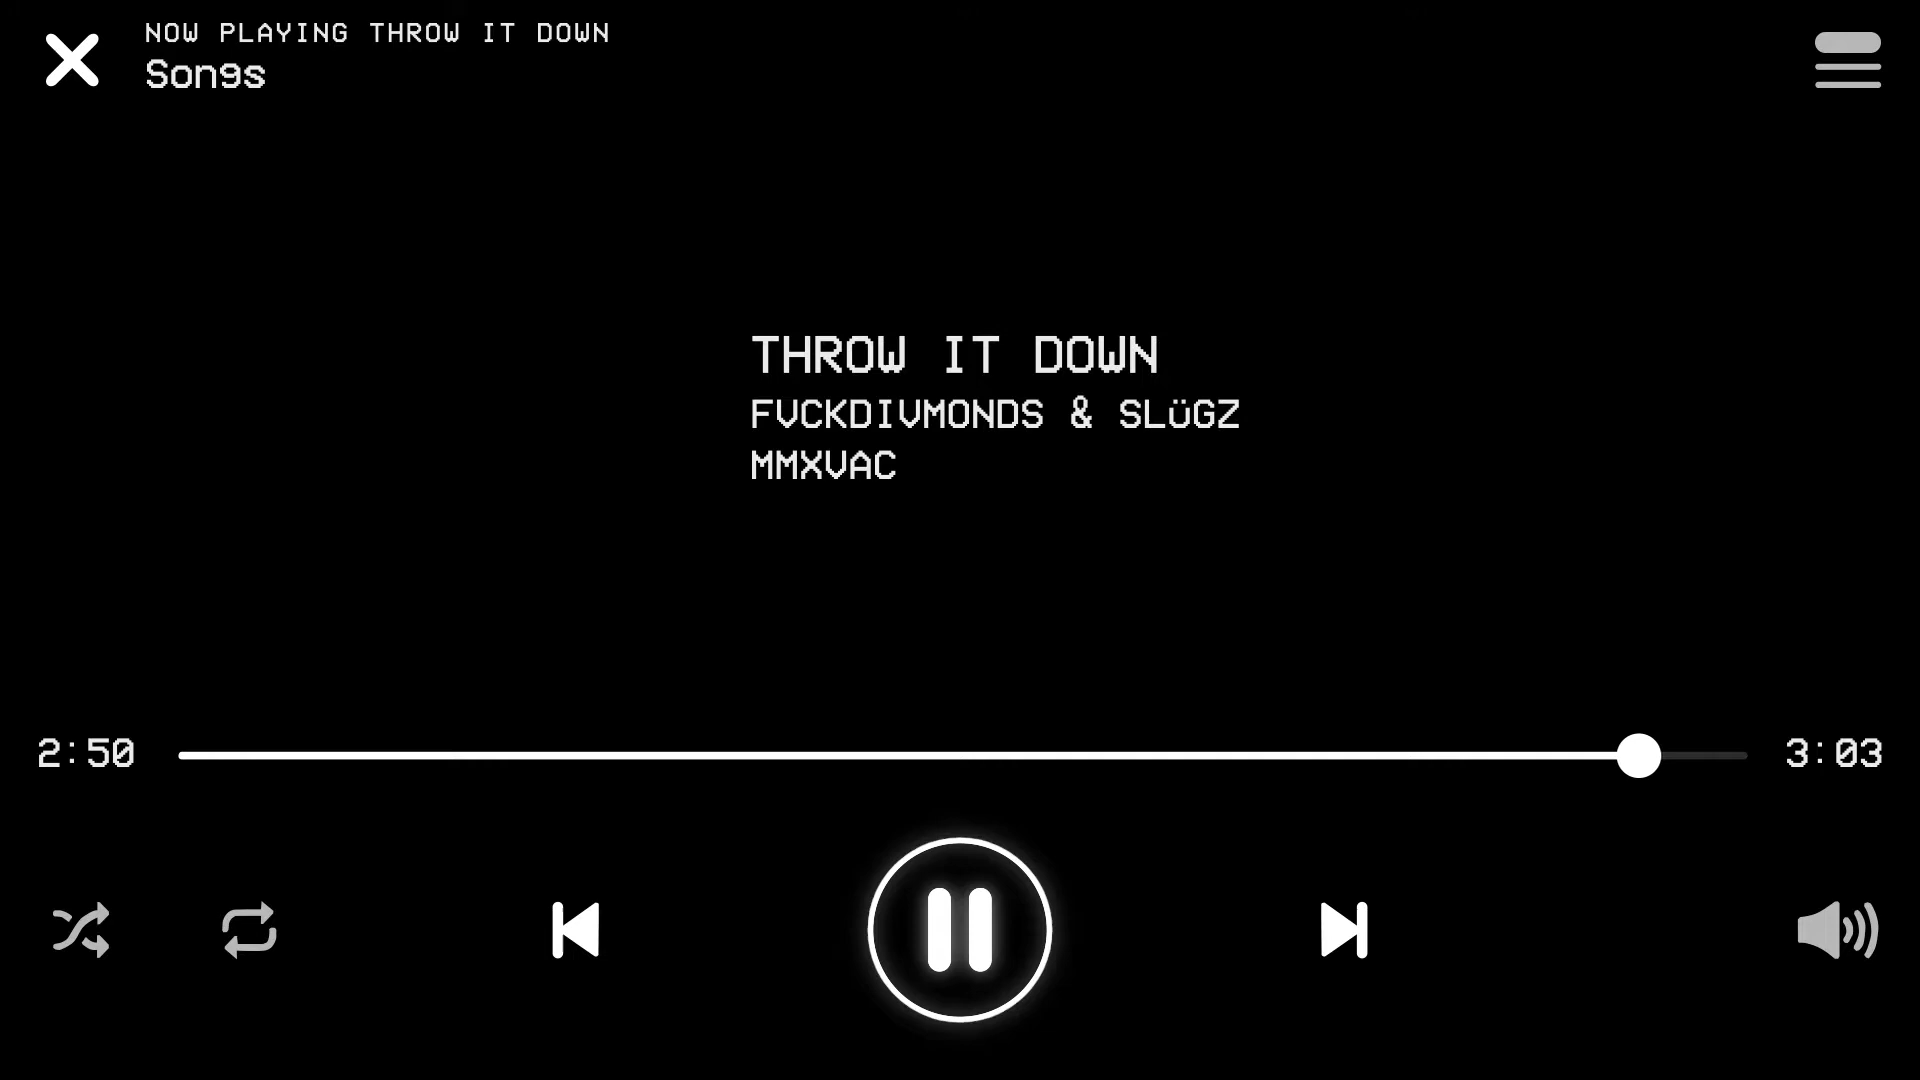 NOW PLAYING THROW IT DOWN
Songs
THROW IT DOWN
FVCKDIVMONDS & SLüGZ
MMXVAC
2:50
3:03